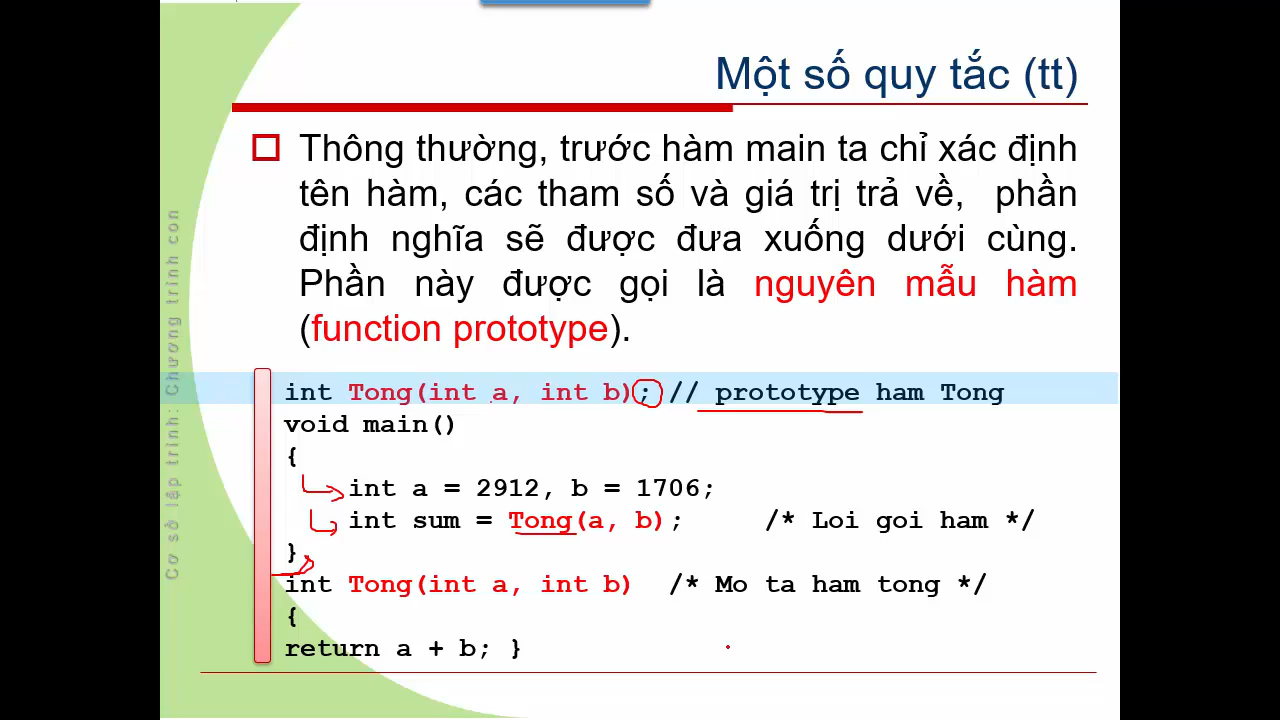 Một số quy tắc (tt)
Thông thường, trước hàm main ta chỉ xác định
tên hàm, các tham số và giá trị trả về, phần
định nghĩa sẽ được đưa xuống dưới cùng.
Phần này được gọi là nguyên mẫu hàm
(function prototype).
int Tong(int a, int b); // prototype ham Tong
void main()
{
int a = 2912, b = 1706;
int sum = Tong(a, b); /* Loi goi ham */
}
int Tong(int a, int b) /* Mo ta ham tong */
{
return a + b; }
Cơ sở lập trình: Chương trình con